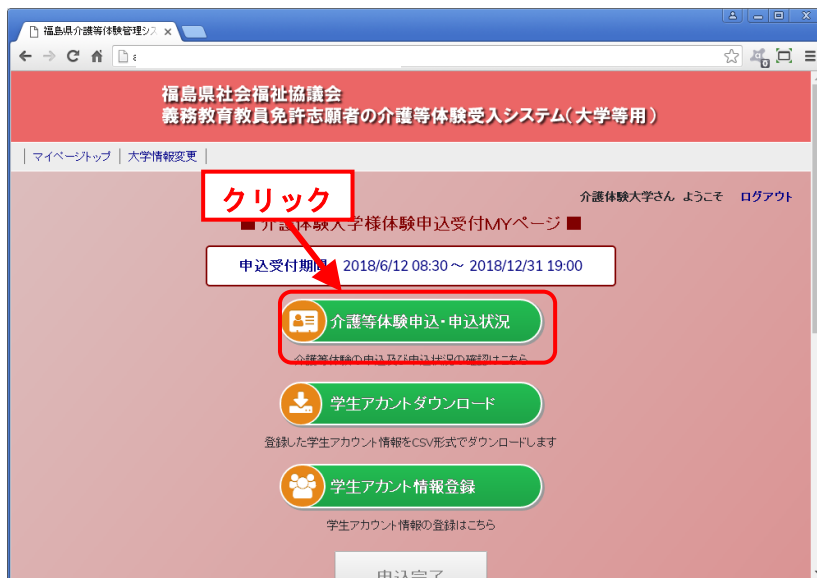 福島県介護等体験管理シス
福島県社会福祉協議会
義務教育教員免許志願者の介護等体験受入システム(大学等用)
マイページトップ | 大学情報変更 |
クリック
介護体験大学さん ようこそ ログアウト
■ 介護体験大学様体験申込受付MYページ ■
申込受付期間 2018/6/12 08:30 ~ 2018/12/31 19:00
介護等体験申込・申込状況
介護等体験の申込及び申込状況の確認はこちら
学生アカントダウンロード
登録した学生アカウント情報をCSV形式でダウンロードします
学生アカント情報登録
学生アカウント情報の登録はこちら
申込完了